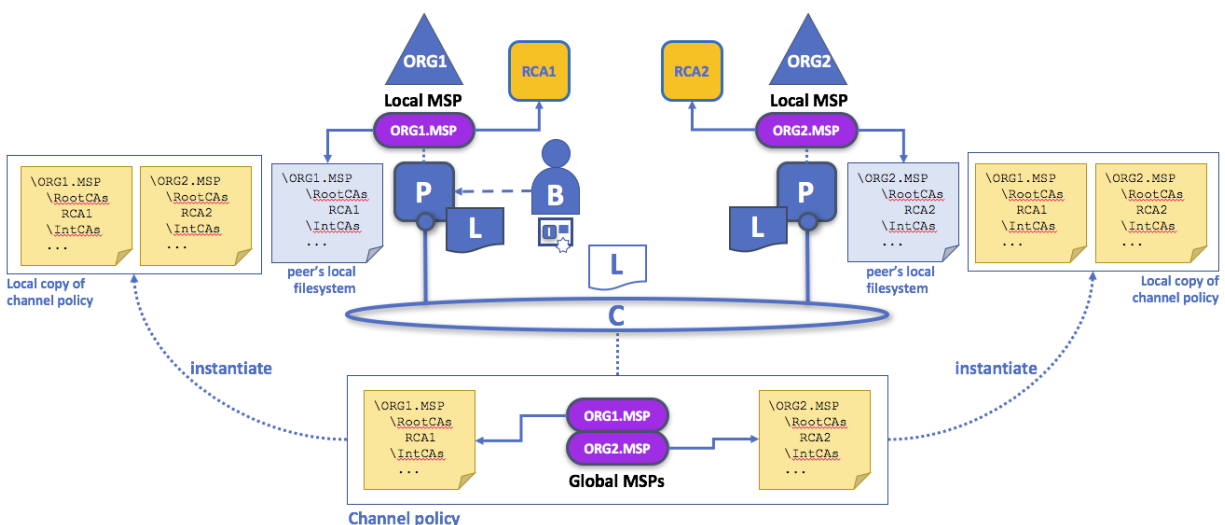 ORG1
RCA1
RCA2
ORG2
Local MSP
Local MSP
ORG1.MSP
ORG2.MSP
\ORG1.MSP
\RootCAs
RCA1
\IntCAs
...
\ORG2.MSP
\RootCAs
RCA2
\IntCAs
...
Local copy of
channel policy
\ORG1.MSP
\RootCAs
RCA1
\IntCAs
...
peer's local
filesystem
P
L
B
I
L
P
L
\ORG2.MSP
\RootCAs
RCA2
\IntCAs
...
peer's local
filesystem
\ORG1.MSP
\RootCAs
RCA1
\IntCAs
...
\ORG2.MSP
\RootCAs
RCA2
\IntCAs
...
Local copy of
channel policy
C
instantiate
instantiate
\ORG1.MSP
\RootCAs
RCA1
\IntCAs
...
ORG1.MSP
ORG2.MSP
Global MSPs
\ORG2.MSP
\RootCAs
RCA2
\IntCAs
...
Channel policy